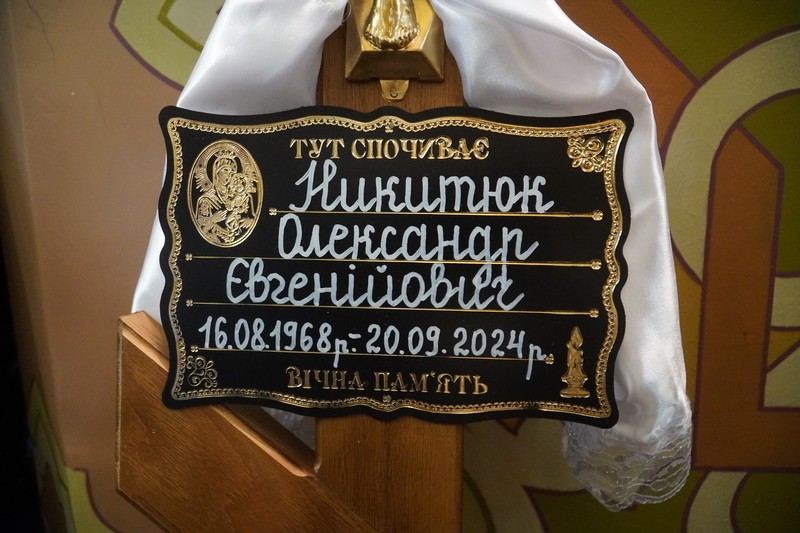 ТУТ СПОЧИВАЄ
Никитюк
Олександр
Євгенійович
16.08.1968р.-20.09.2024р.
ВІЧНА ПАМ'ЯТЬ